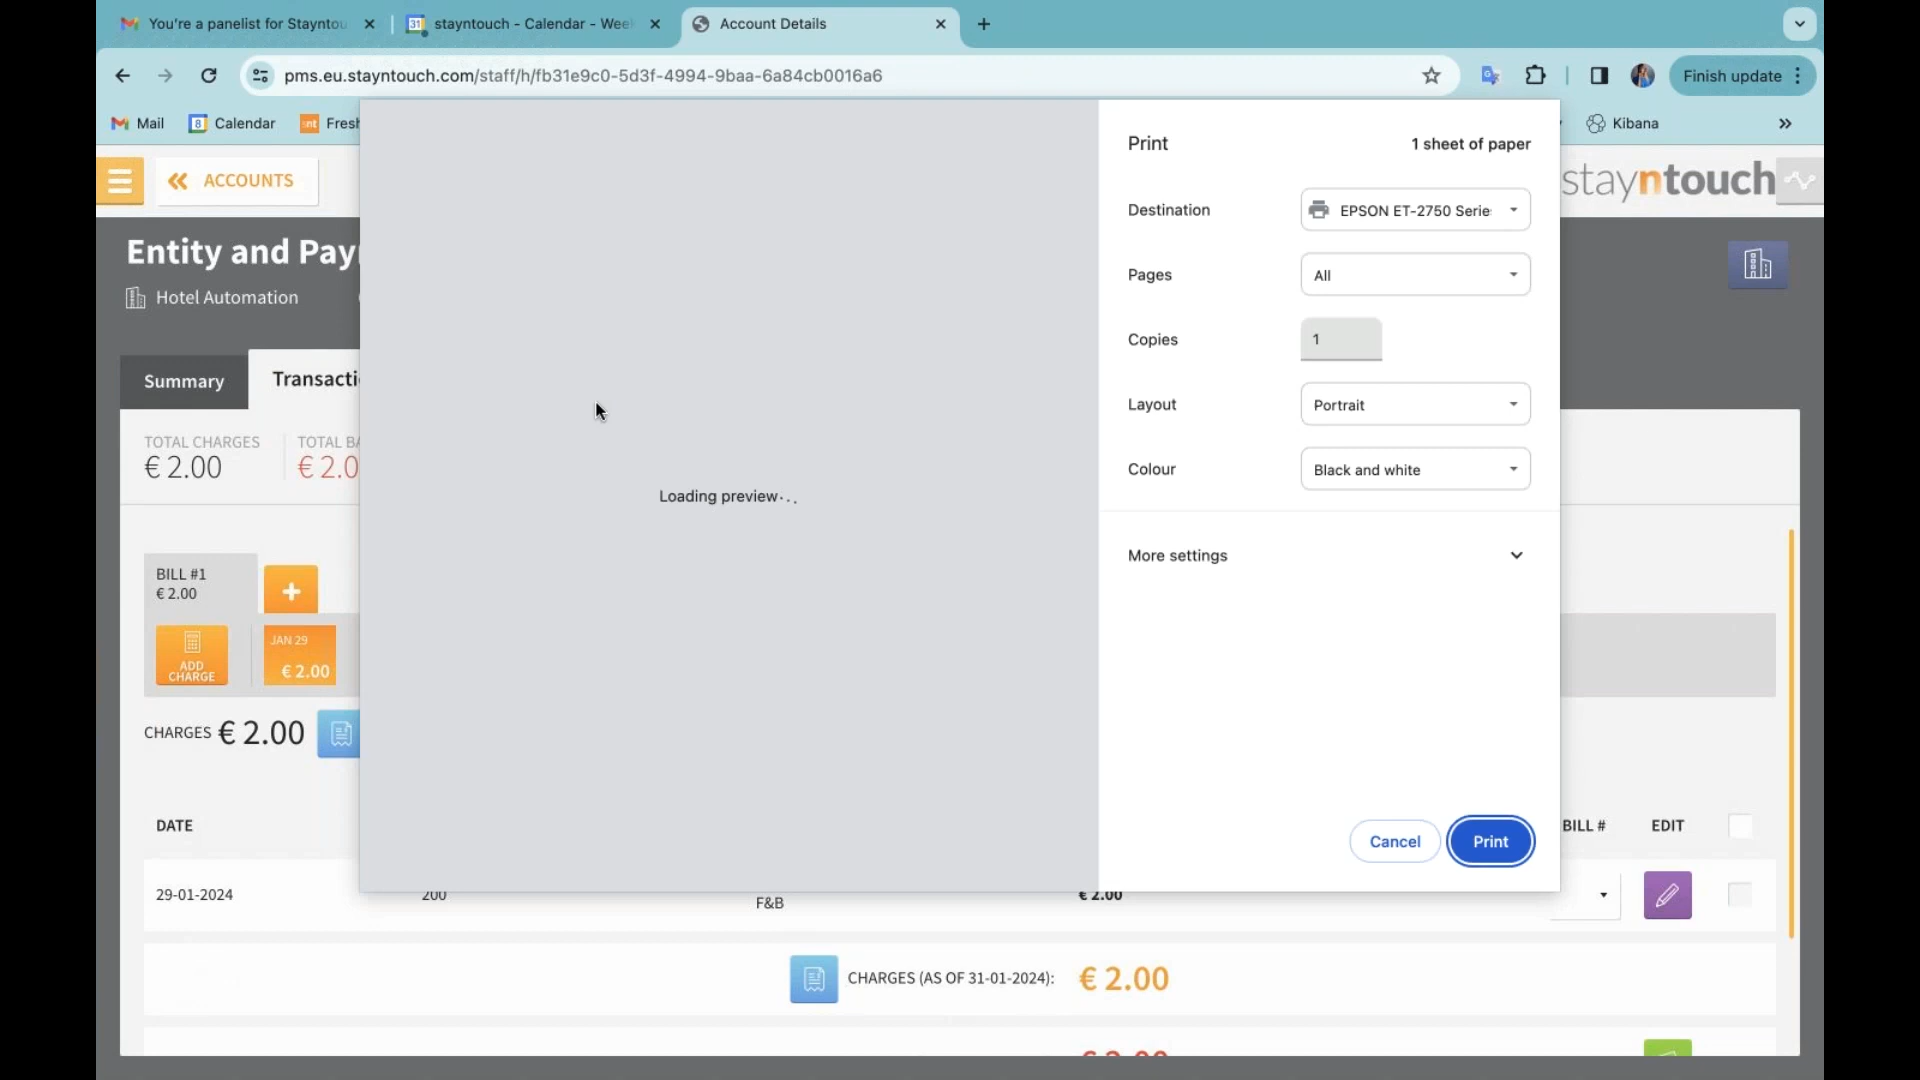 You're a panelist for Stayntou
stayntouch - Calendar - Wee
Account Details
pms.eu.stayntouch.com/staff/h/fb31e9c0-5d3f-4994-9baa-6a84cb0016a6
Finish update
Mail
Calendar
Fresh
Kibana
ACCOUNTS
stayntouch
Entity and Payı
Hotel Automation
Summary
Transacti
TOTAL CHARGES
€ 2.00
TOTAL BA
€ 2.0
BILL #1
€ 2.00
ADD
CHARGE
JAN 29
€ 2.00
CHARGES € 2.00
DATE
BILL #
EDIT
29-01-2024
200
F&B
€ 2.00
CHARGES (AS OF 31-01-2024):
€ 2.00
Loading preview...
Print
1 sheet of paper
Destination
EPSON ET-2750 Serie
Pages
All
Copies
1
Layout
Portrait
Colour
Black and white
More settings
Cancel
Print